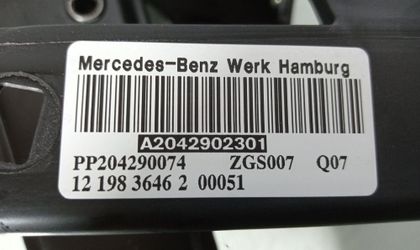 Mercedes-Benz Werk Hamburg
A2042902301
PP204290074 ZGS007 Q07
12 198 3646 2 00051